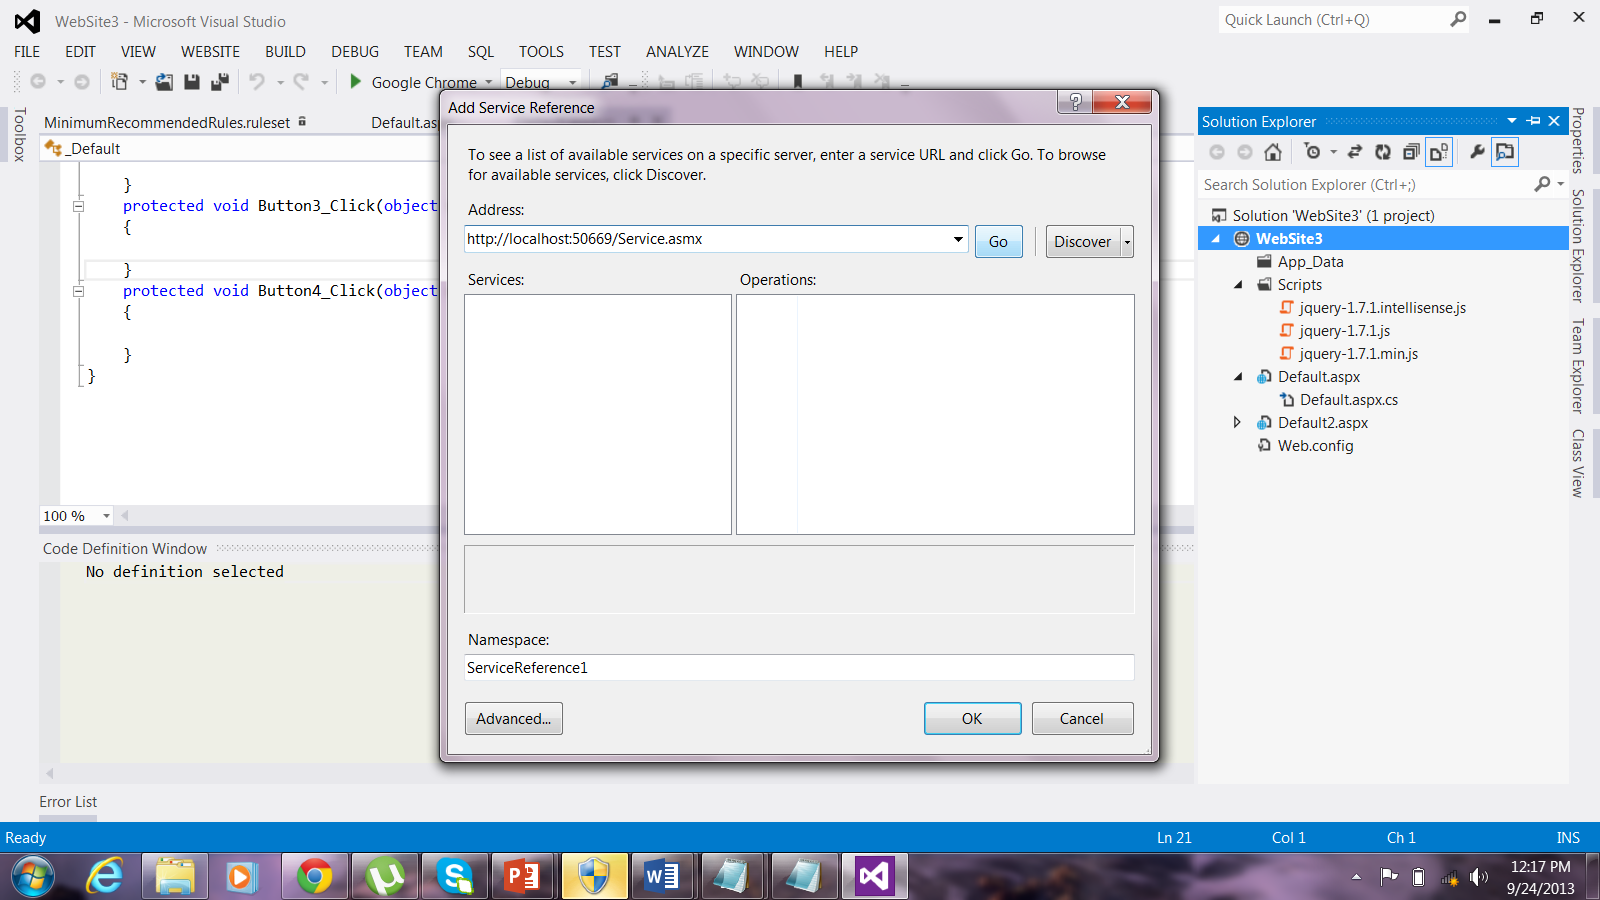 WebSite3 - Microsoft Visual Studio
Quick Launch (Ctrl+Q)
FILE EDIT VIEW WEBSITE BUILD DEBUG TEAM SQL TOOLS TEST ANALYZE WINDOW HELP
Google Chrome Debug
Toolbox
MinimumRecommendedRules.ruleset
_Default
}
protected void Button3_Click(object
{
}
protected void Button4_Click(object
{
}
}
100 %
Code Definition Window
No definition selected
Error List
Add Service Reference
?
To see a list of available services on a specific server, enter a service URL and click Go. To browse
for available services, click Discover.
Address:
http://localhost:50669/Service.asmx
Go
Discover
Services:
Operations:
Namespace:
ServiceReference1
Advanced...
OK
Cancel
Solution Explorer
Search Solution Explorer (Ctrl+;)
Solution 'WebSite3' (1 project)
WebSite3
App_Data
Scripts
jquery-1.7.1.intellisense.js
jquery-1.7.1.js
jquery-1.7.1.min.js
Default.aspx
Default.aspx.cs
Default2.aspx
Web.config
Properties
Solution Explorer
Team Explorer
Class View
Ready
Ln 21
Col 1
Ch 1
INS
12:17 PM
9/24/2013